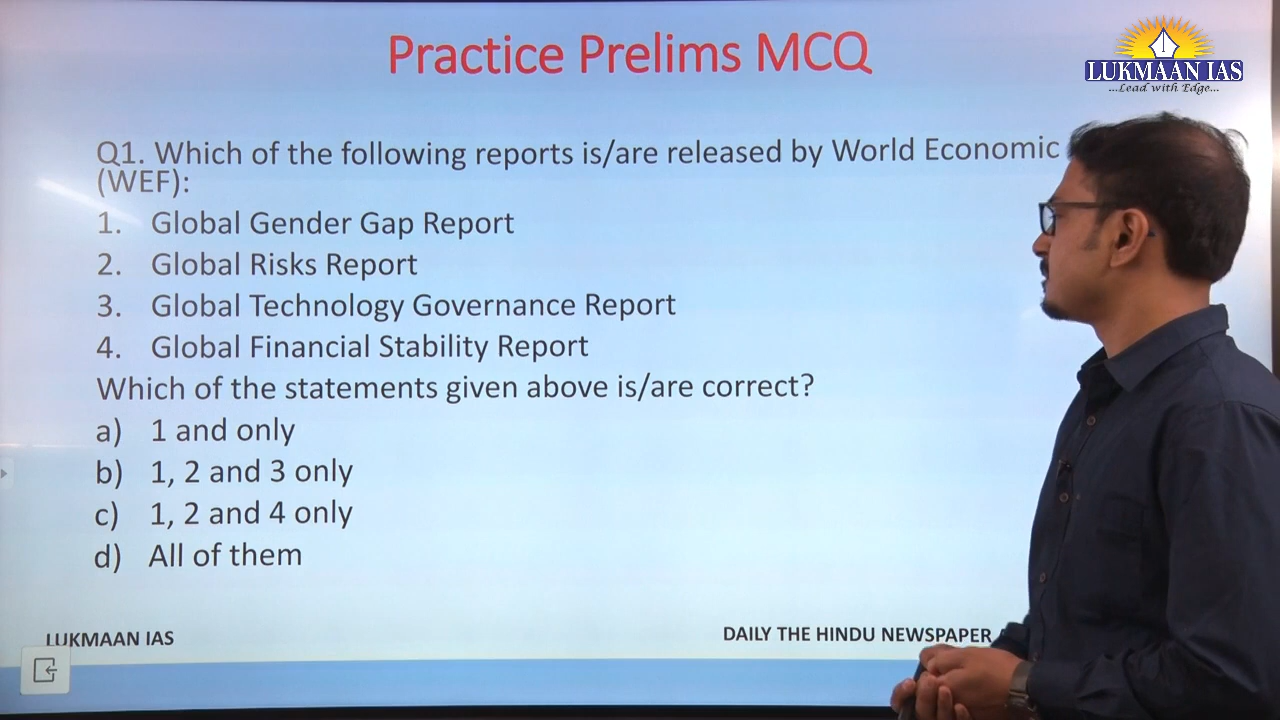 Practice Prelims MCQ
LUKMAAN IAS
...Lead with Edge...
Q1. Which of the following reports is/are released by World Economic
(WEF):
1. Global Gender Gap Report
2. Global Risks Report
3. Global Technology Governance Report
4. Global Financial Stability Report
Which of the statements given above is/are correct?
a) 1 and only
b) 1, 2 and 3 only
c) 1, 2 and 4 only
d) All of them
LUKMAAN IAS
DAILY THE HINDU NEWSPAPER